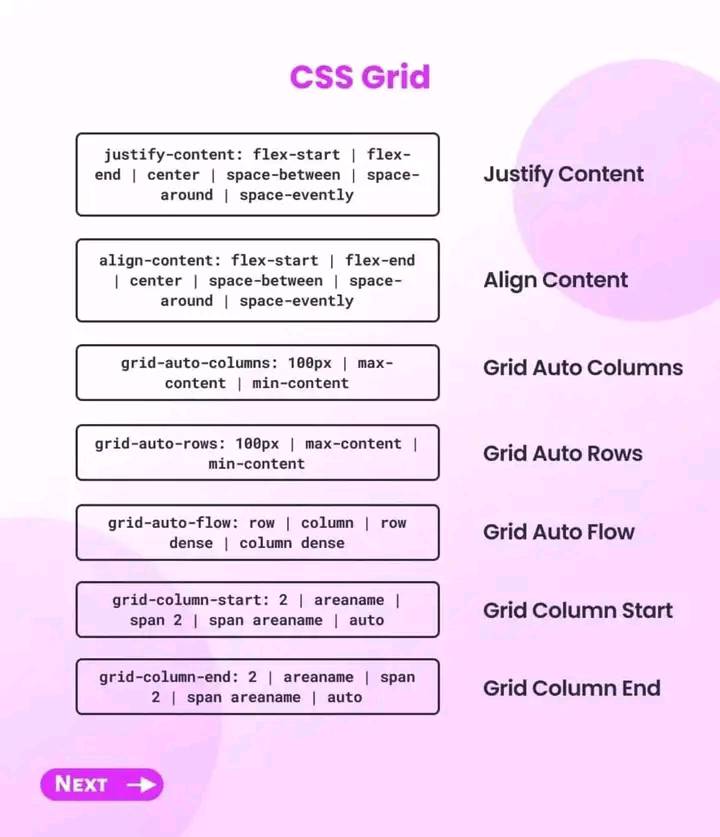 CSS Grid
justify-content: flex-start | flex-
end | center | space-between | space-
around | space-evently
Justify Content
align-content: flex-start | flex-end
| center | space-between | space-
around | space-evently
Align Content
grid-auto-columns: 100px | max-
content | min-content
Grid Auto Columns
grid-auto-rows: 100px | max-content |
min-content
Grid Auto Rows
grid-auto-flow: row | column | row
dense | column dense
Grid Auto Flow
grid-column-start: 2 | areaname |
span 2 | span areaname | auto
Grid Column Start
grid-column-end: 2 | areaname | span
2 | span areaname | auto
Grid Column End
NEXT